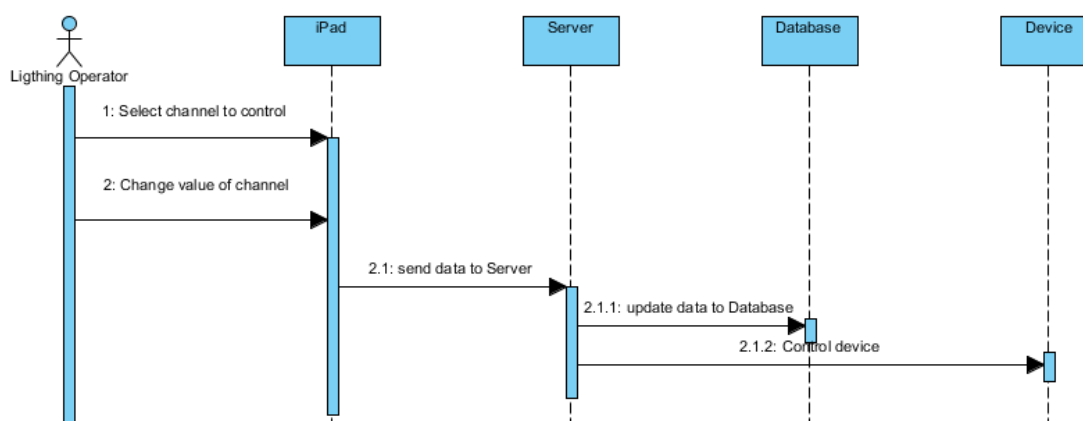 iPad
Server
Database
Device
Ligthing Operator
1: Select channel to control
2: Change value of channel
2.1: send data to Server
2.1.1: update data to Database
2.1.2: Control device